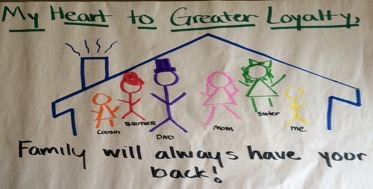 My Heart to Greater Loyalty,
Cousin Brother DAD Mom Sister Me
Family will always have your
back!